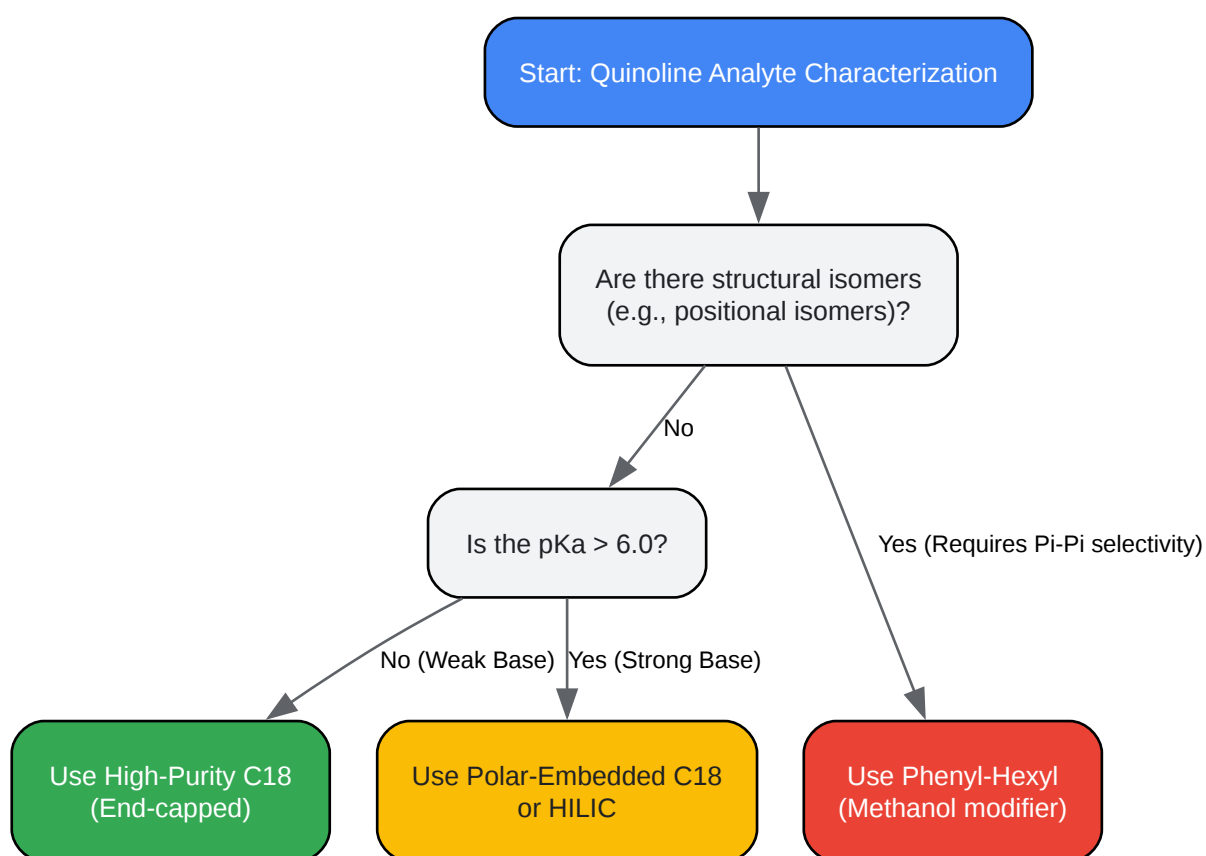 Start: Quinoline Analyte Characterization
Are there structural isomers
(e.g., positional isomers)?
No
Yes (Requires Pi-Pi selectivity)
Is the pKa > 6.0?
No (Weak Base)
Yes (Strong Base)
Use High-Purity C18
(End-capped)
Use Polar-Embedded C18
or HILIC
Use Phenyl-Hexyl
(Methanol modifier)